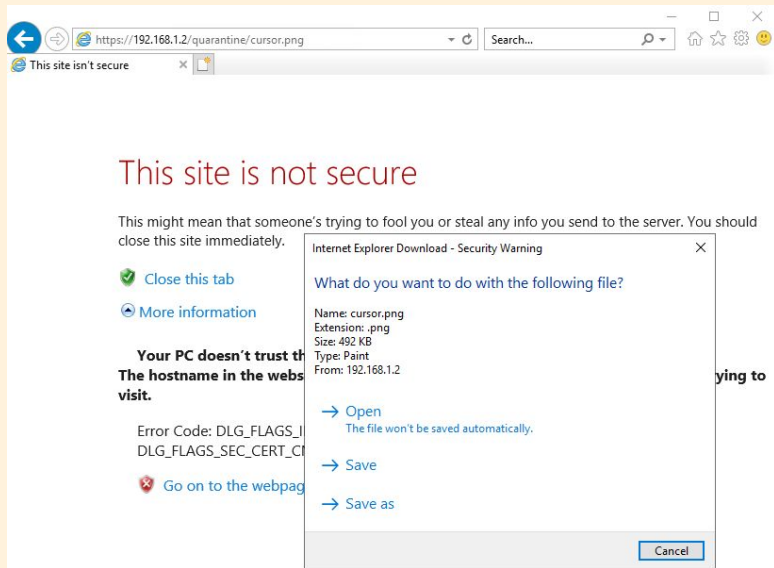 https://192.168.1.2/quarantine/cursor.png
Search...
This site isn't secure
This site is not secure
This might mean that someone's trying to fool you or steal any info you send to the server. You should
close this site immediately.
Close this tab
More information
Your PC doesn't trust
The hostname in the
ying to
visit.
Error Code:
Go on to the
Internet Explorer Download - Security Warning
What do you want to do with the following file?
Name: cursor.png
Extension: .png
Size: 492 KB
Type: Paint
From: 192.168.1.2
Open
The file won't be saved automatically.
Save
Save as
Cancel